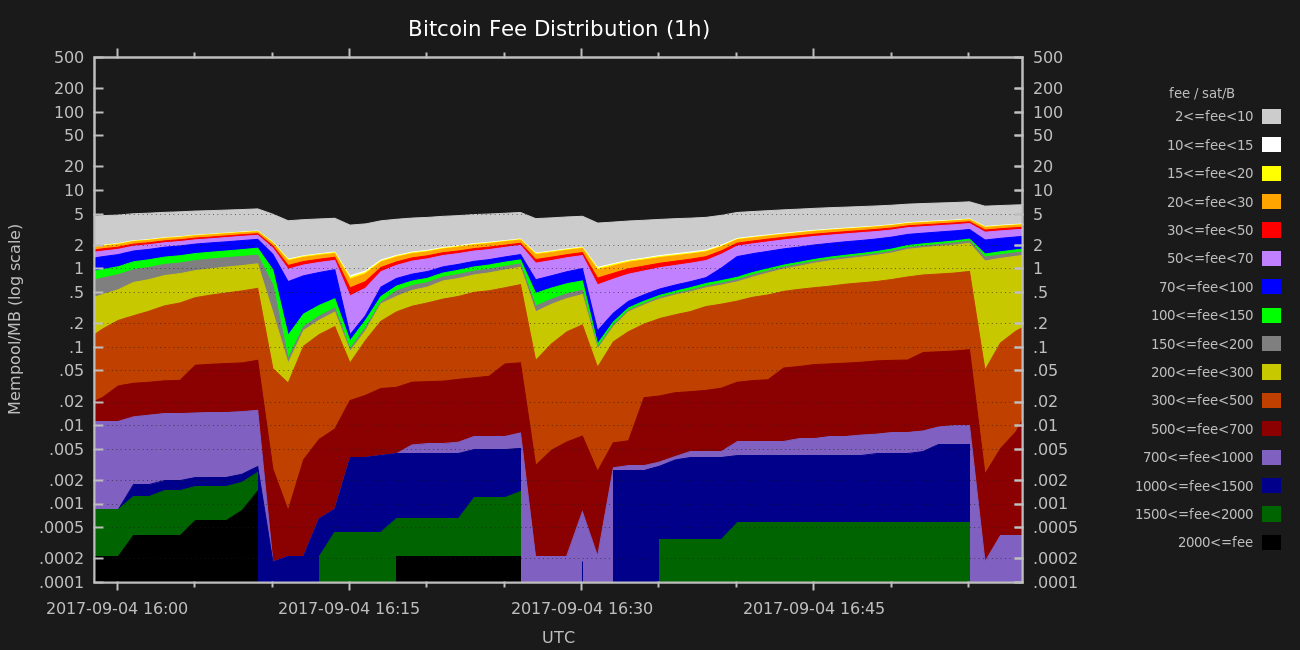 Bitcoin Fee Distribution (1h)
500
200
100
50
20
10
5
2
1
.5
.2
.1
.05
.02
.01
.005
.002
.001
.0005
.0002
.0001
Mempool/MB (log scale)
500
200
100
50
20
10
5
2
1
.5
.2
.1
.05
.02
.01
.005
.002
.001
.0005
.0002
.0001
2017-09-04 16:00
2017-09-04 16:15
2017-09-04 16:30
2017-09-04 16:45
UTC
fee / sat/B
2<=fee<10
10<=fee<15
15<=fee<20
20<=fee<30
30<=fee<50
50<=fee<70
70<=fee<100
100<=fee<150
150<=fee<200
200<=fee<300
300<=fee<500
500<=fee<700
700<=fee<1000
1000<=fee<1500
1500<=fee<2000
2000<=fee